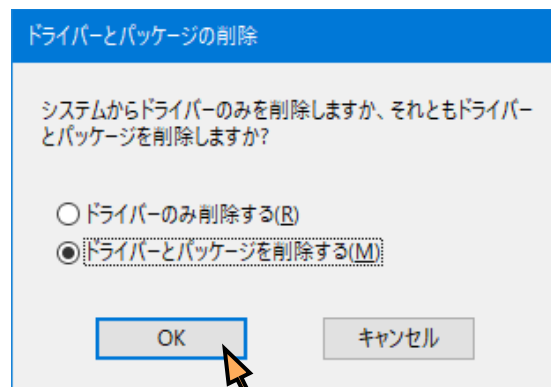 ドライバーとパッケージの削除
システムからドライバーのみを削除しますか、それともドライバー
とパッケージを削除しますか?
ドライバーのみ削除する(R)
ドライバーとパッケージを削除する(M)
OK
キャンセル